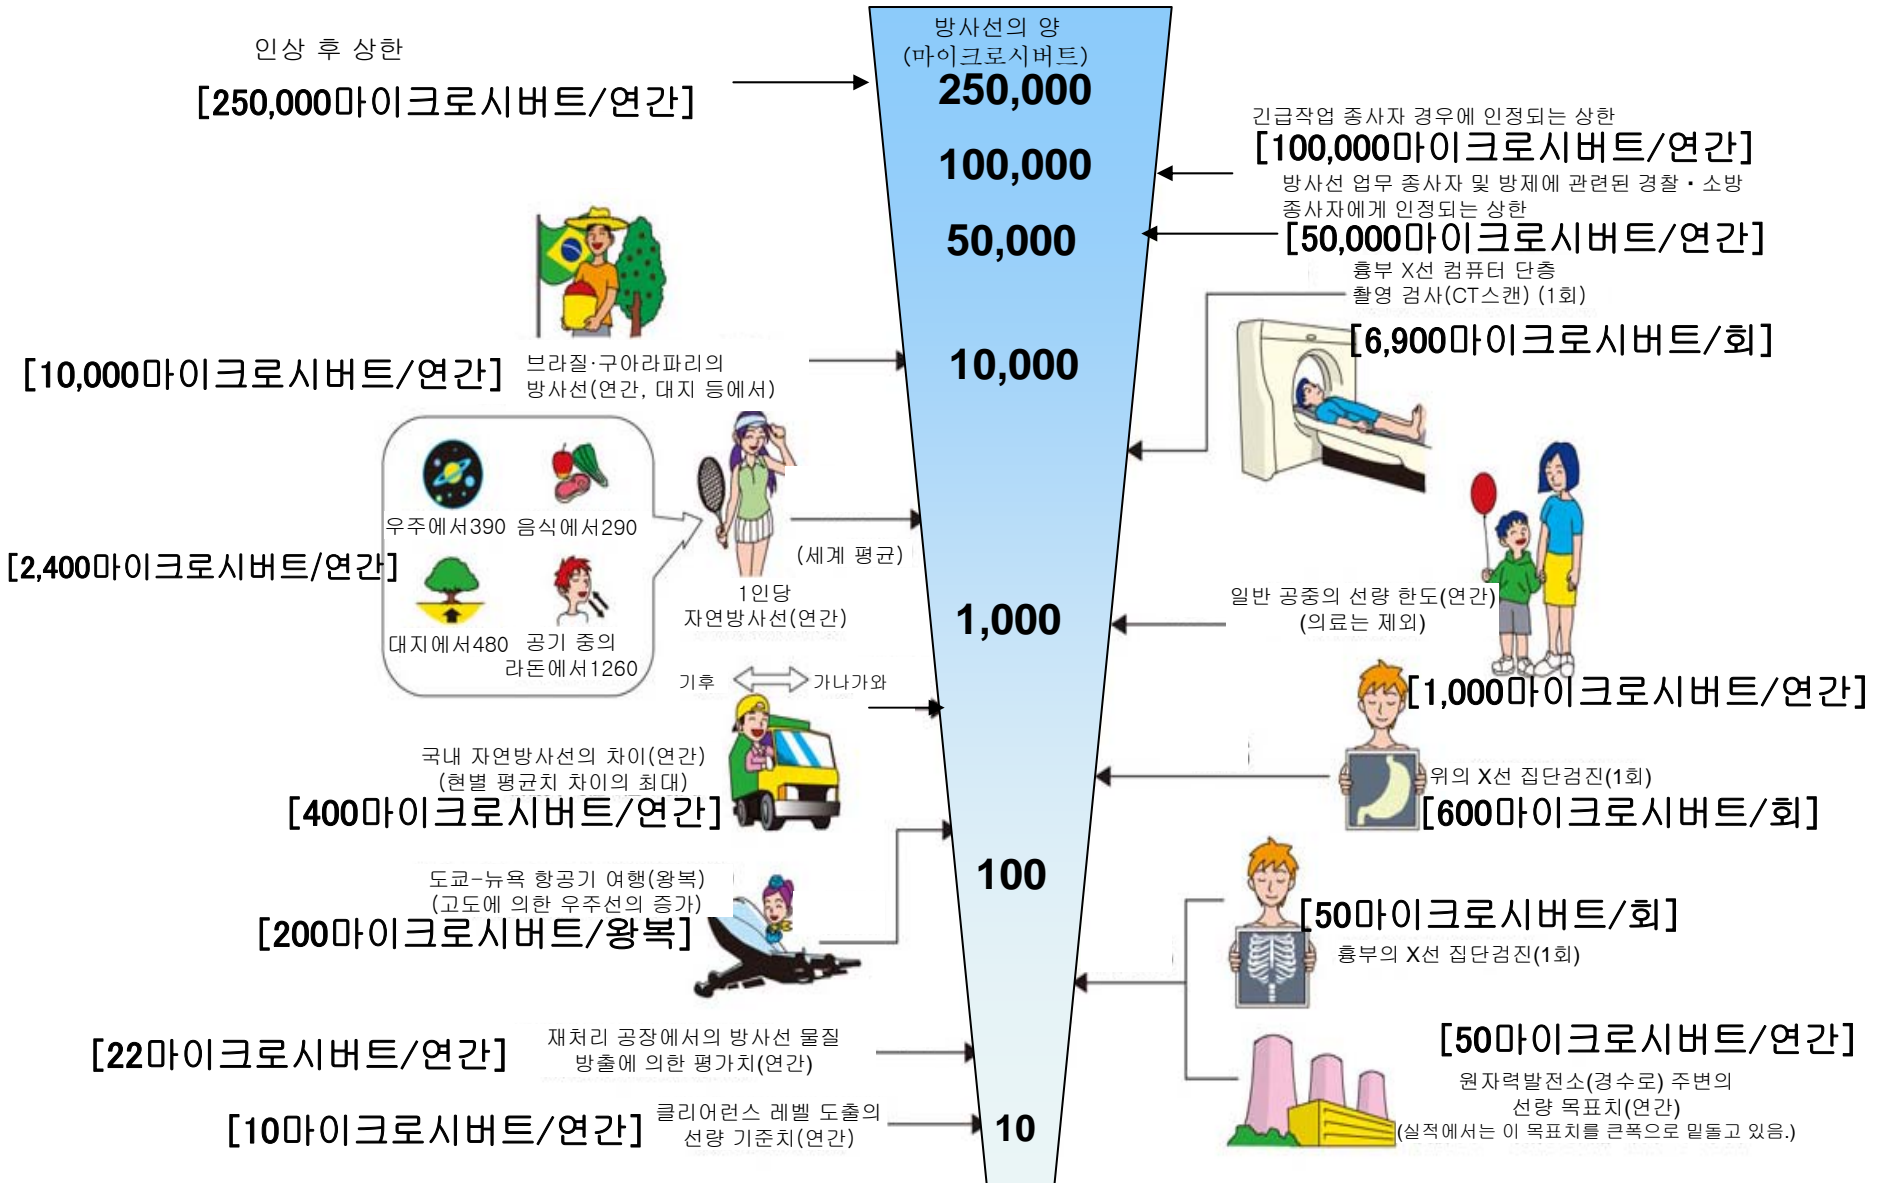 방사선의 양
(마이크로시버트)
250,000
100,000
50,000
10,000
1,000
100
10
인상 후 상한
[250,000마이크로시버트/연간]
[10,000마이크로시버트/연간]
브라질·구아라파리의
방사선(연간, 대지 등에서)
우주에서390
음식에서290
[2,400마이크로시버트/연간]
대지에서480
공기 중의
라돈에서1260
(세계 평균)
1인당
자연방사선(연간)
기후
가나가와
국내 자연방사선의 차이(연간)
(현별 평균치 차이의 최대)
[400마이크로시버트/연간]
도쿄-뉴욕 항공기 여행(왕복)
(고도에 의한 우주선의 증가)
[200마이크로시버트/왕복]
[22마이크로시버트/연간]
재처리 공장에서의 방사선 물질
방출에 의한 평가치(연간)
[10마이크로시버트/연간]
클리어런스 레벨 도출의
선량 기준치(연간)
긴급작업 종사자 경우에 인정되는 상한
[100,000마이크로시버트/연간]
방사선 업무 종사자 및 방제에 관련된 경찰・소방
종사자에게 인정되는 상한
[50,000마이크로시버트/연간]
흉부 X선 컴퓨터 단층
촬영 검사(CT스캔) (1회)
[6,900마이크로시버트/회]
일반 공중의 선량 한도(연간)
(의료는 제외)
[1,000마이크로시버트/연간]
위의 X선 집단검진(1회)
[600마이크로시버트/회]
[50마이크로시버트/회]
흉부의 X선 집단검진(1회)
[50마이크로시버트/연간]
원자력발전소(경수로) 주변의
선량 목표치(연간)
(실적에서는 이 목표치를 큰폭으로 밑돌고 있음.)